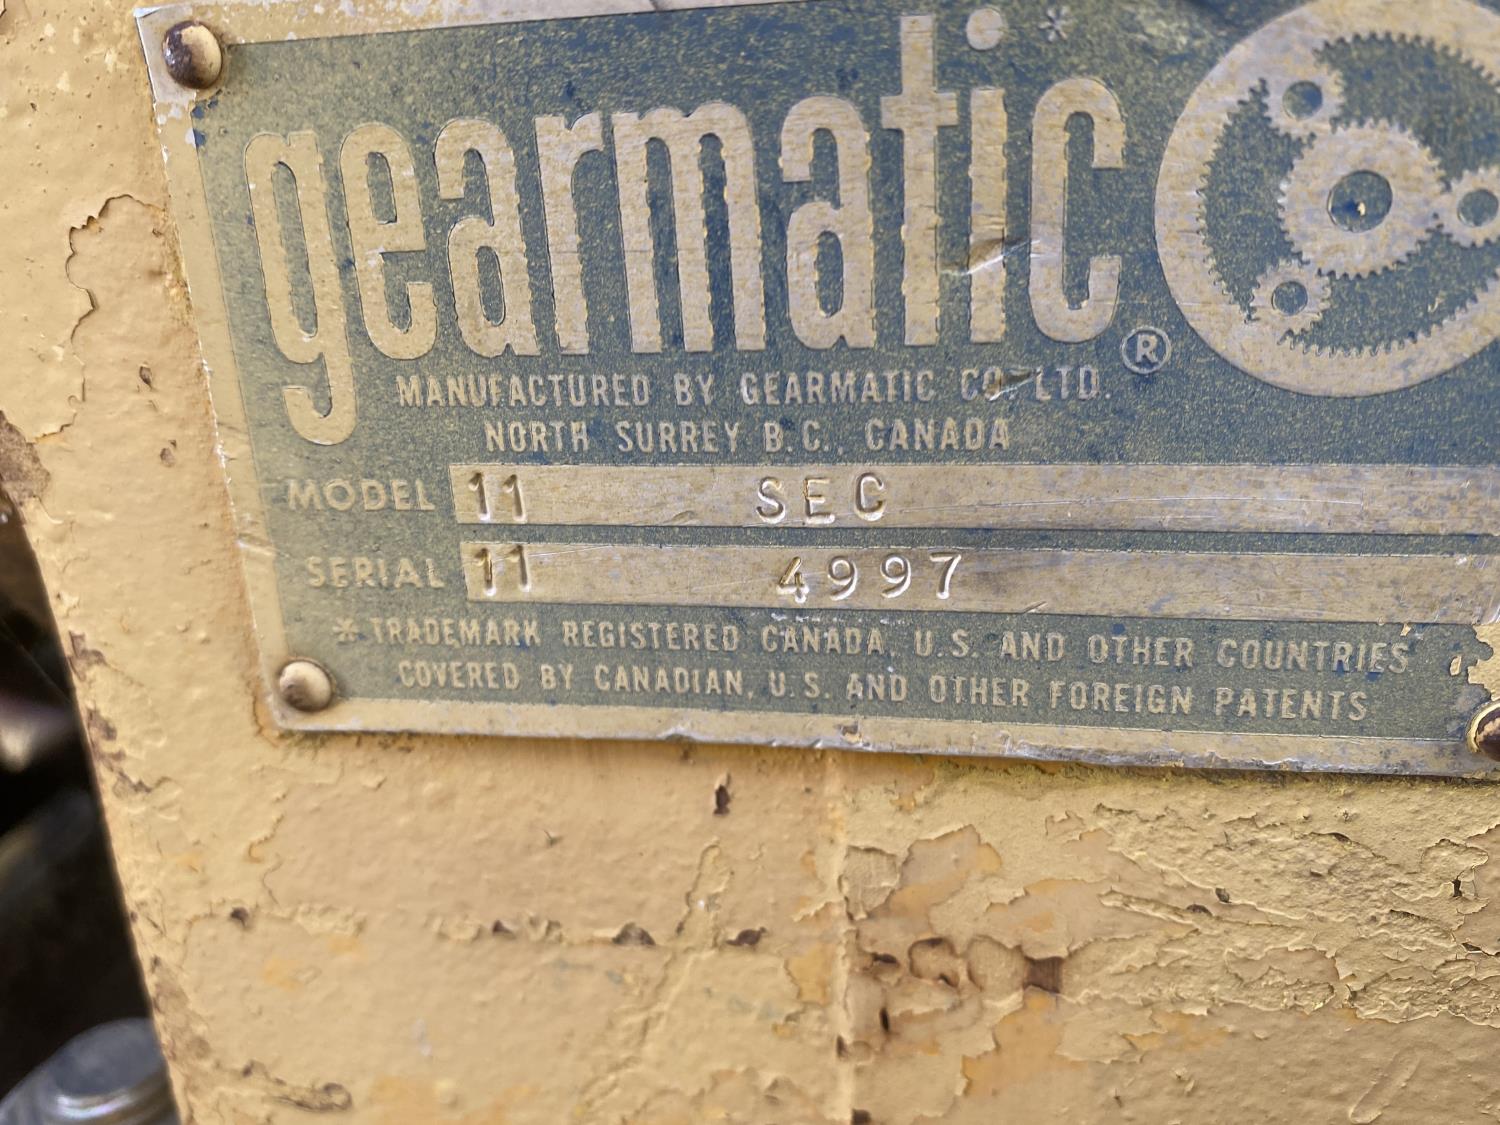 gearmatic *
®
MANUFACTURED BY GEARMATIC CO. LTD.
NORTH SURREY B.C., CANADA
MODEL 11 SEC
SERIAL 11 4997
* TRADEMARK REGISTERED CANADA, U.S. AND OTHER COUNTRIES
COVERED BY CANADIAN, U.S. AND OTHER FOREIGN PATENTS